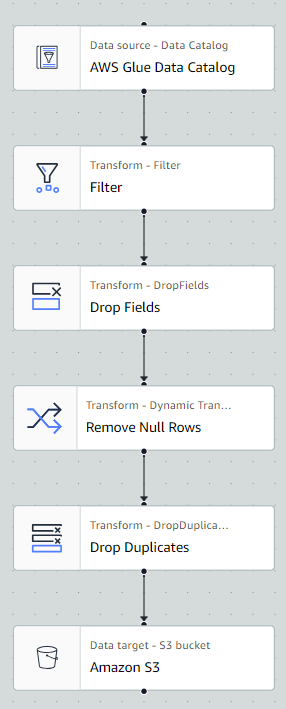 Data source - Data Catalog
AWS Glue Data Catalog
Transform - Filter
Filter
Transform - DropFields
Drop Fields
Transform - Dynamic Tran...
Remove Null Rows
Transform - DropDuplica...
Drop Duplicates
Data target - S3 bucket
Amazon S3